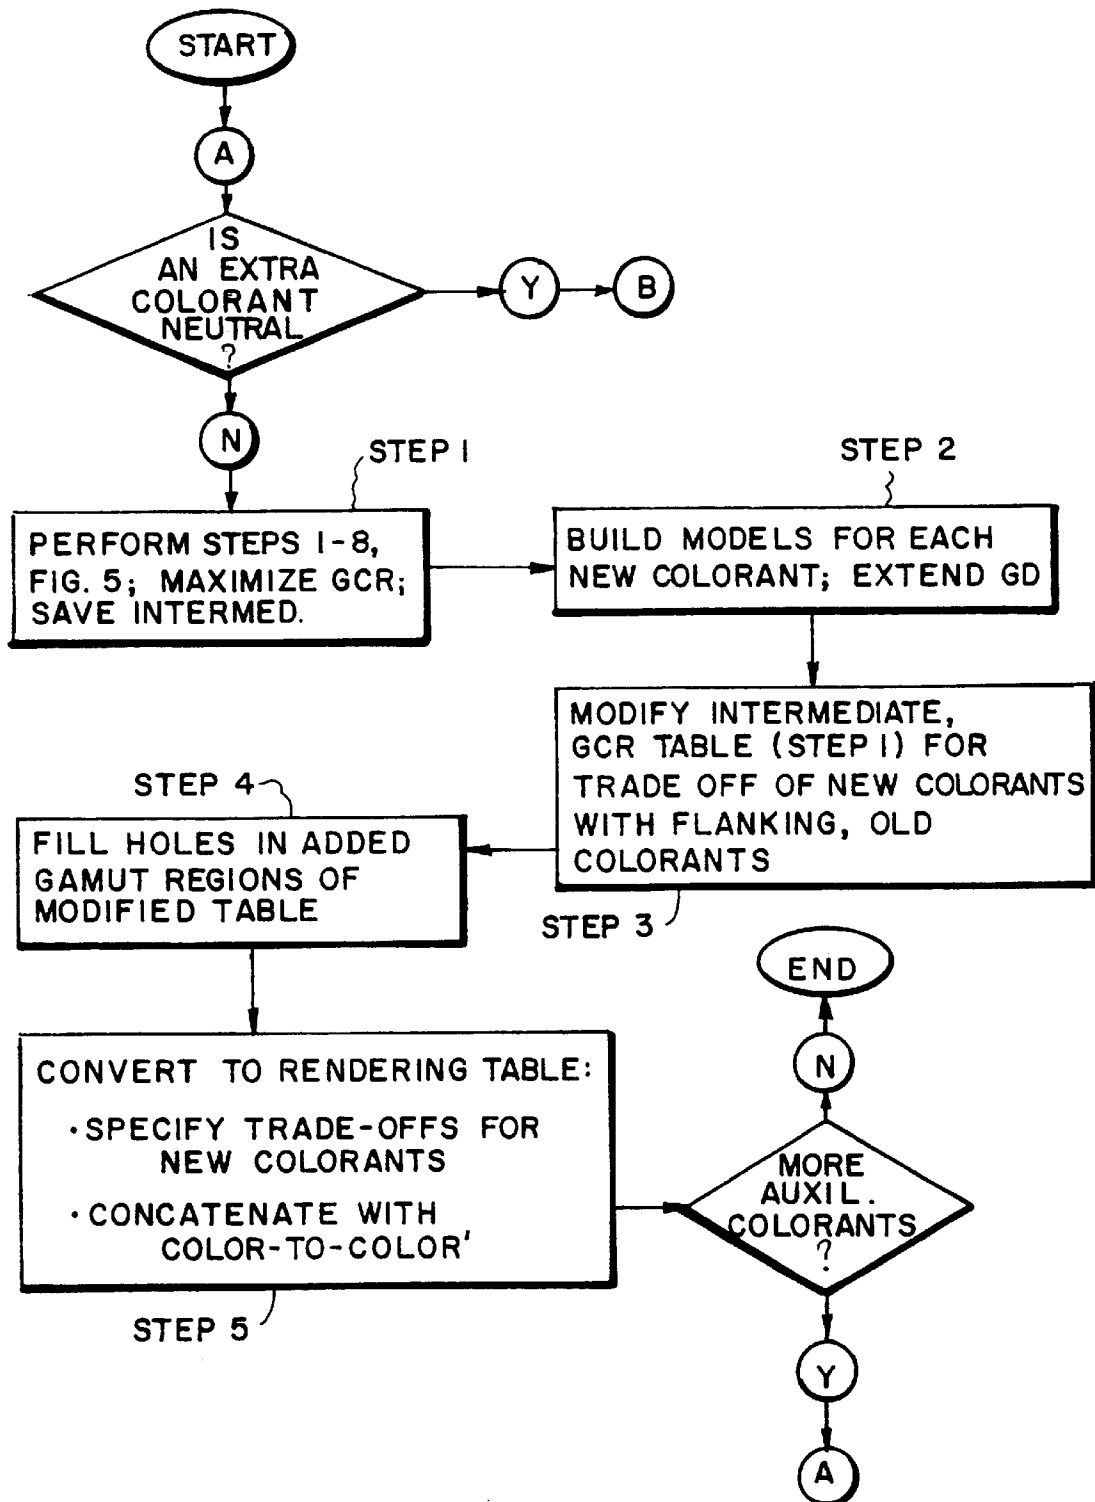 START
A
IS
AN EXTRA
COLORANT
NEUTRAL
?
Y
B
N
STEP 1
PERFORM STEPS 1-8,
FIG. 5; MAXIMIZE GCR;
SAVE INTERMED.
STEP 2
BUILD MODELS FOR EACH
NEW COLORANT; EXTEND GD
MODIFY INTERMEDIATE,
GCR TABLE (STEP 1) FOR
TRADE OFF OF NEW COLORANTS
WITH FLANKING, OLD
COLORANTS
STEP 3
STEP 4
FILL HOLES IN ADDED
GAMUT REGIONS OF
MODIFIED TABLE
CONVERT TO RENDERING TABLE:
·SPECIFY TRADE-OFFS FOR
NEW COLORANTS
·CONCATENATE WITH
COLOR-TO-COLOR'
STEP 5
END
N
MORE
AUXIL.
COLORANTS
?
Y
A